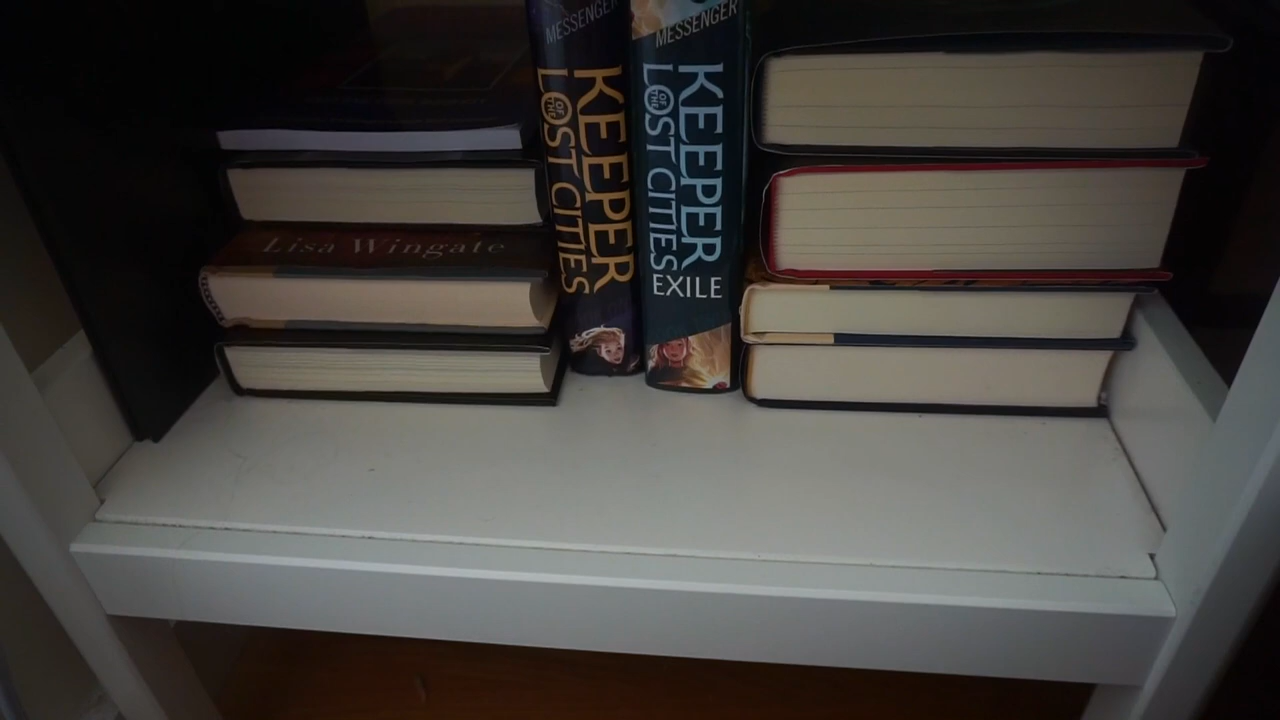 Lisa Wingate
MESSENGER
KEEPER
OF THE
LOST CITIES
MESSENGER
KEEPER
OF THE
LOST CITIES
EXILE